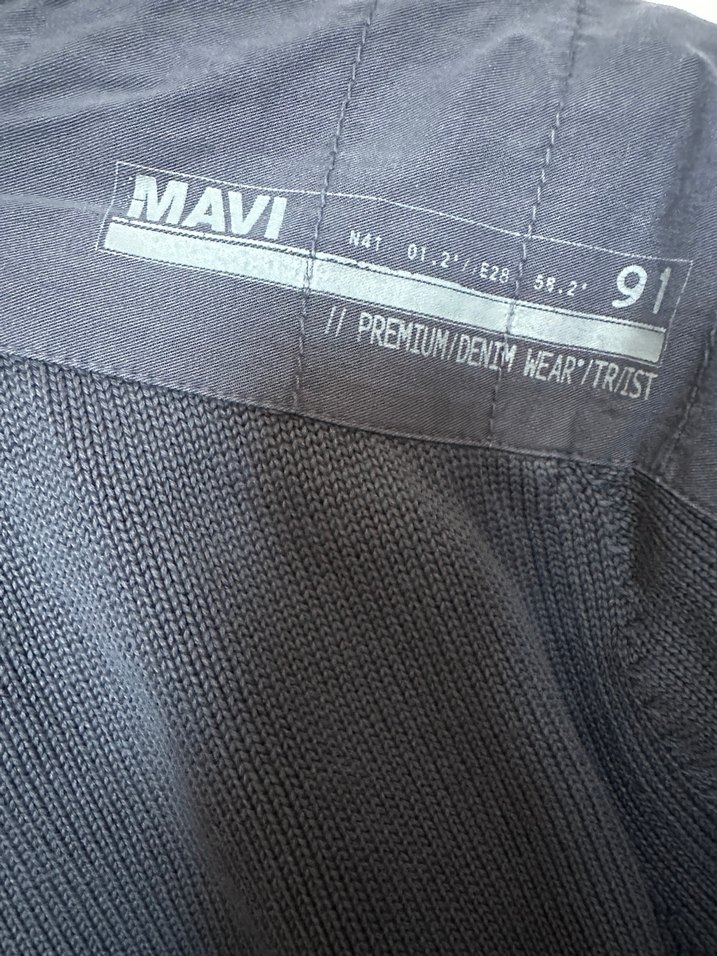 MAVI N41 01.2'/.E28 58.2' 91
// PREMIUM/DENIM WEAR°/TR/IST